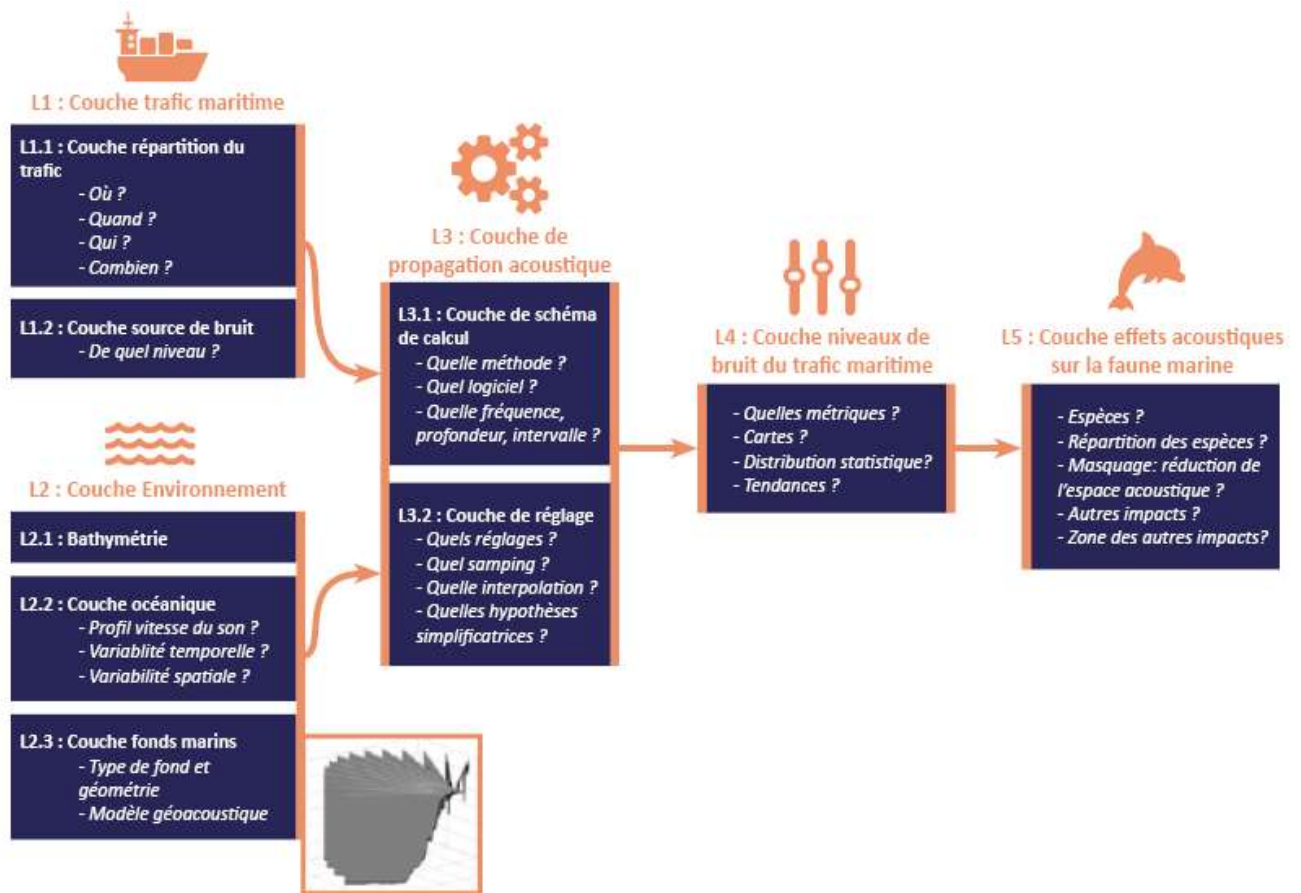 L1 : Couche trafic maritime
L1.1 : Couche répartition du
trafic
- Où ?
- Quand ?
- Qui ?
- Combien ?
L1.2 : Couche source de bruit
- De quel niveau ?
L2 : Couche Environnement
L2.1 : Bathymétrie
L2.2 : Couche océanique
- Profil vitesse du son ?
- Variablité temporelle ?
- Variabilité spatiale ?
L2.3 : Couche fonds marins
- Type de fond et
géométrie
- Modèle géoacoustique
L3 : Couche de
propagation acoustique
L3.1 : Couche de schéma
de calcul
- Quelle méthode ?
- Quel logiciel ?
- Quelle fréquence,
profondeur, intervalle ?
L3.2 : Couche de réglage
- Quels réglages ?
- Quel samping ?
- Quelle interpolation ?
- Quelles hypothèses
simplificatrices ?
L4 : Couche niveaux de
bruit du trafic maritime
- Quelles métriques ?
- Cartes ?
- Distribution statistique?
- Tendances ?
L5 : Couche effets acoustiques
sur la faune marine
- Espèces ?
- Répartition des espèces ?
- Masquage: réduction de
l'espace acoustique ?
- Autres impacts ?
- Zone des autres impacts?